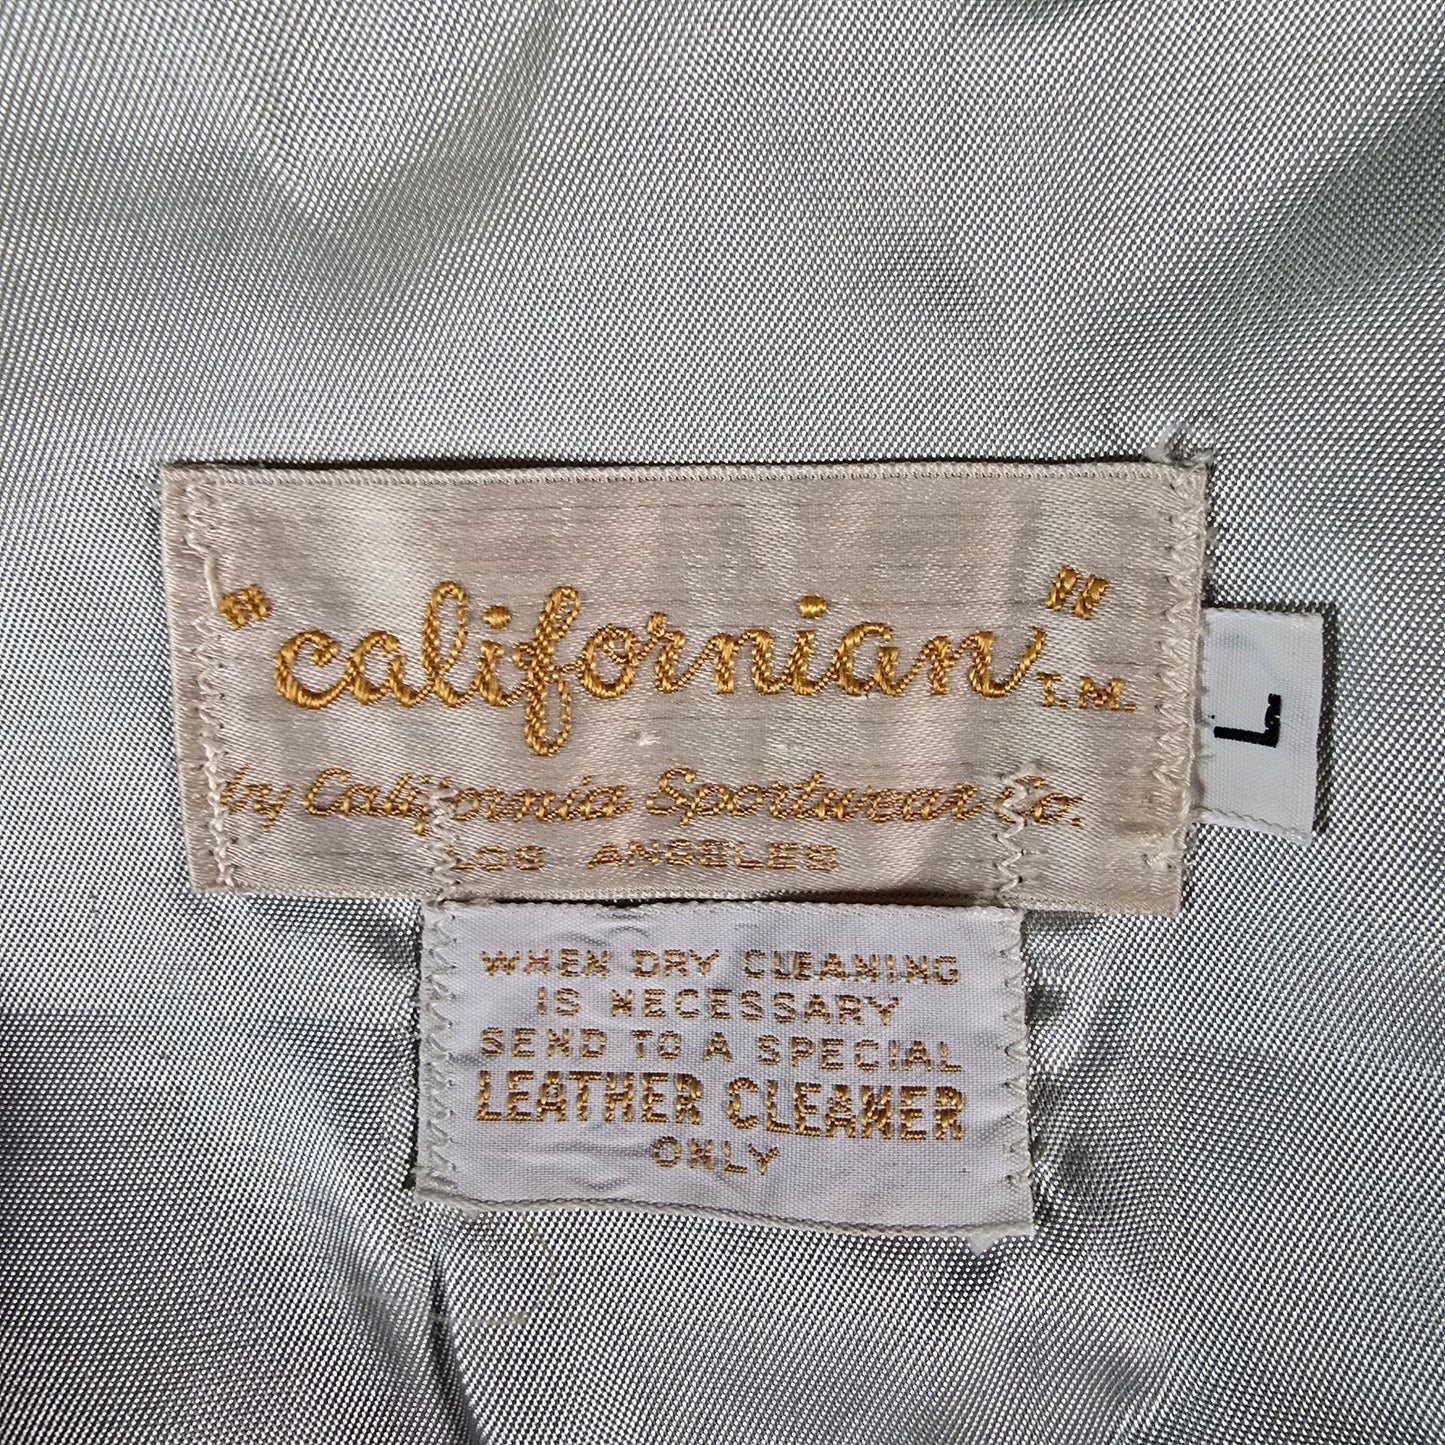 "californian" T.M.
by California Sportswear Co.
LOS ANGELES
L
WHEN DRY CLEANING
IS NECESSARY
SEND TO A SPECIAL
LEATHER CLEANER
ONLY